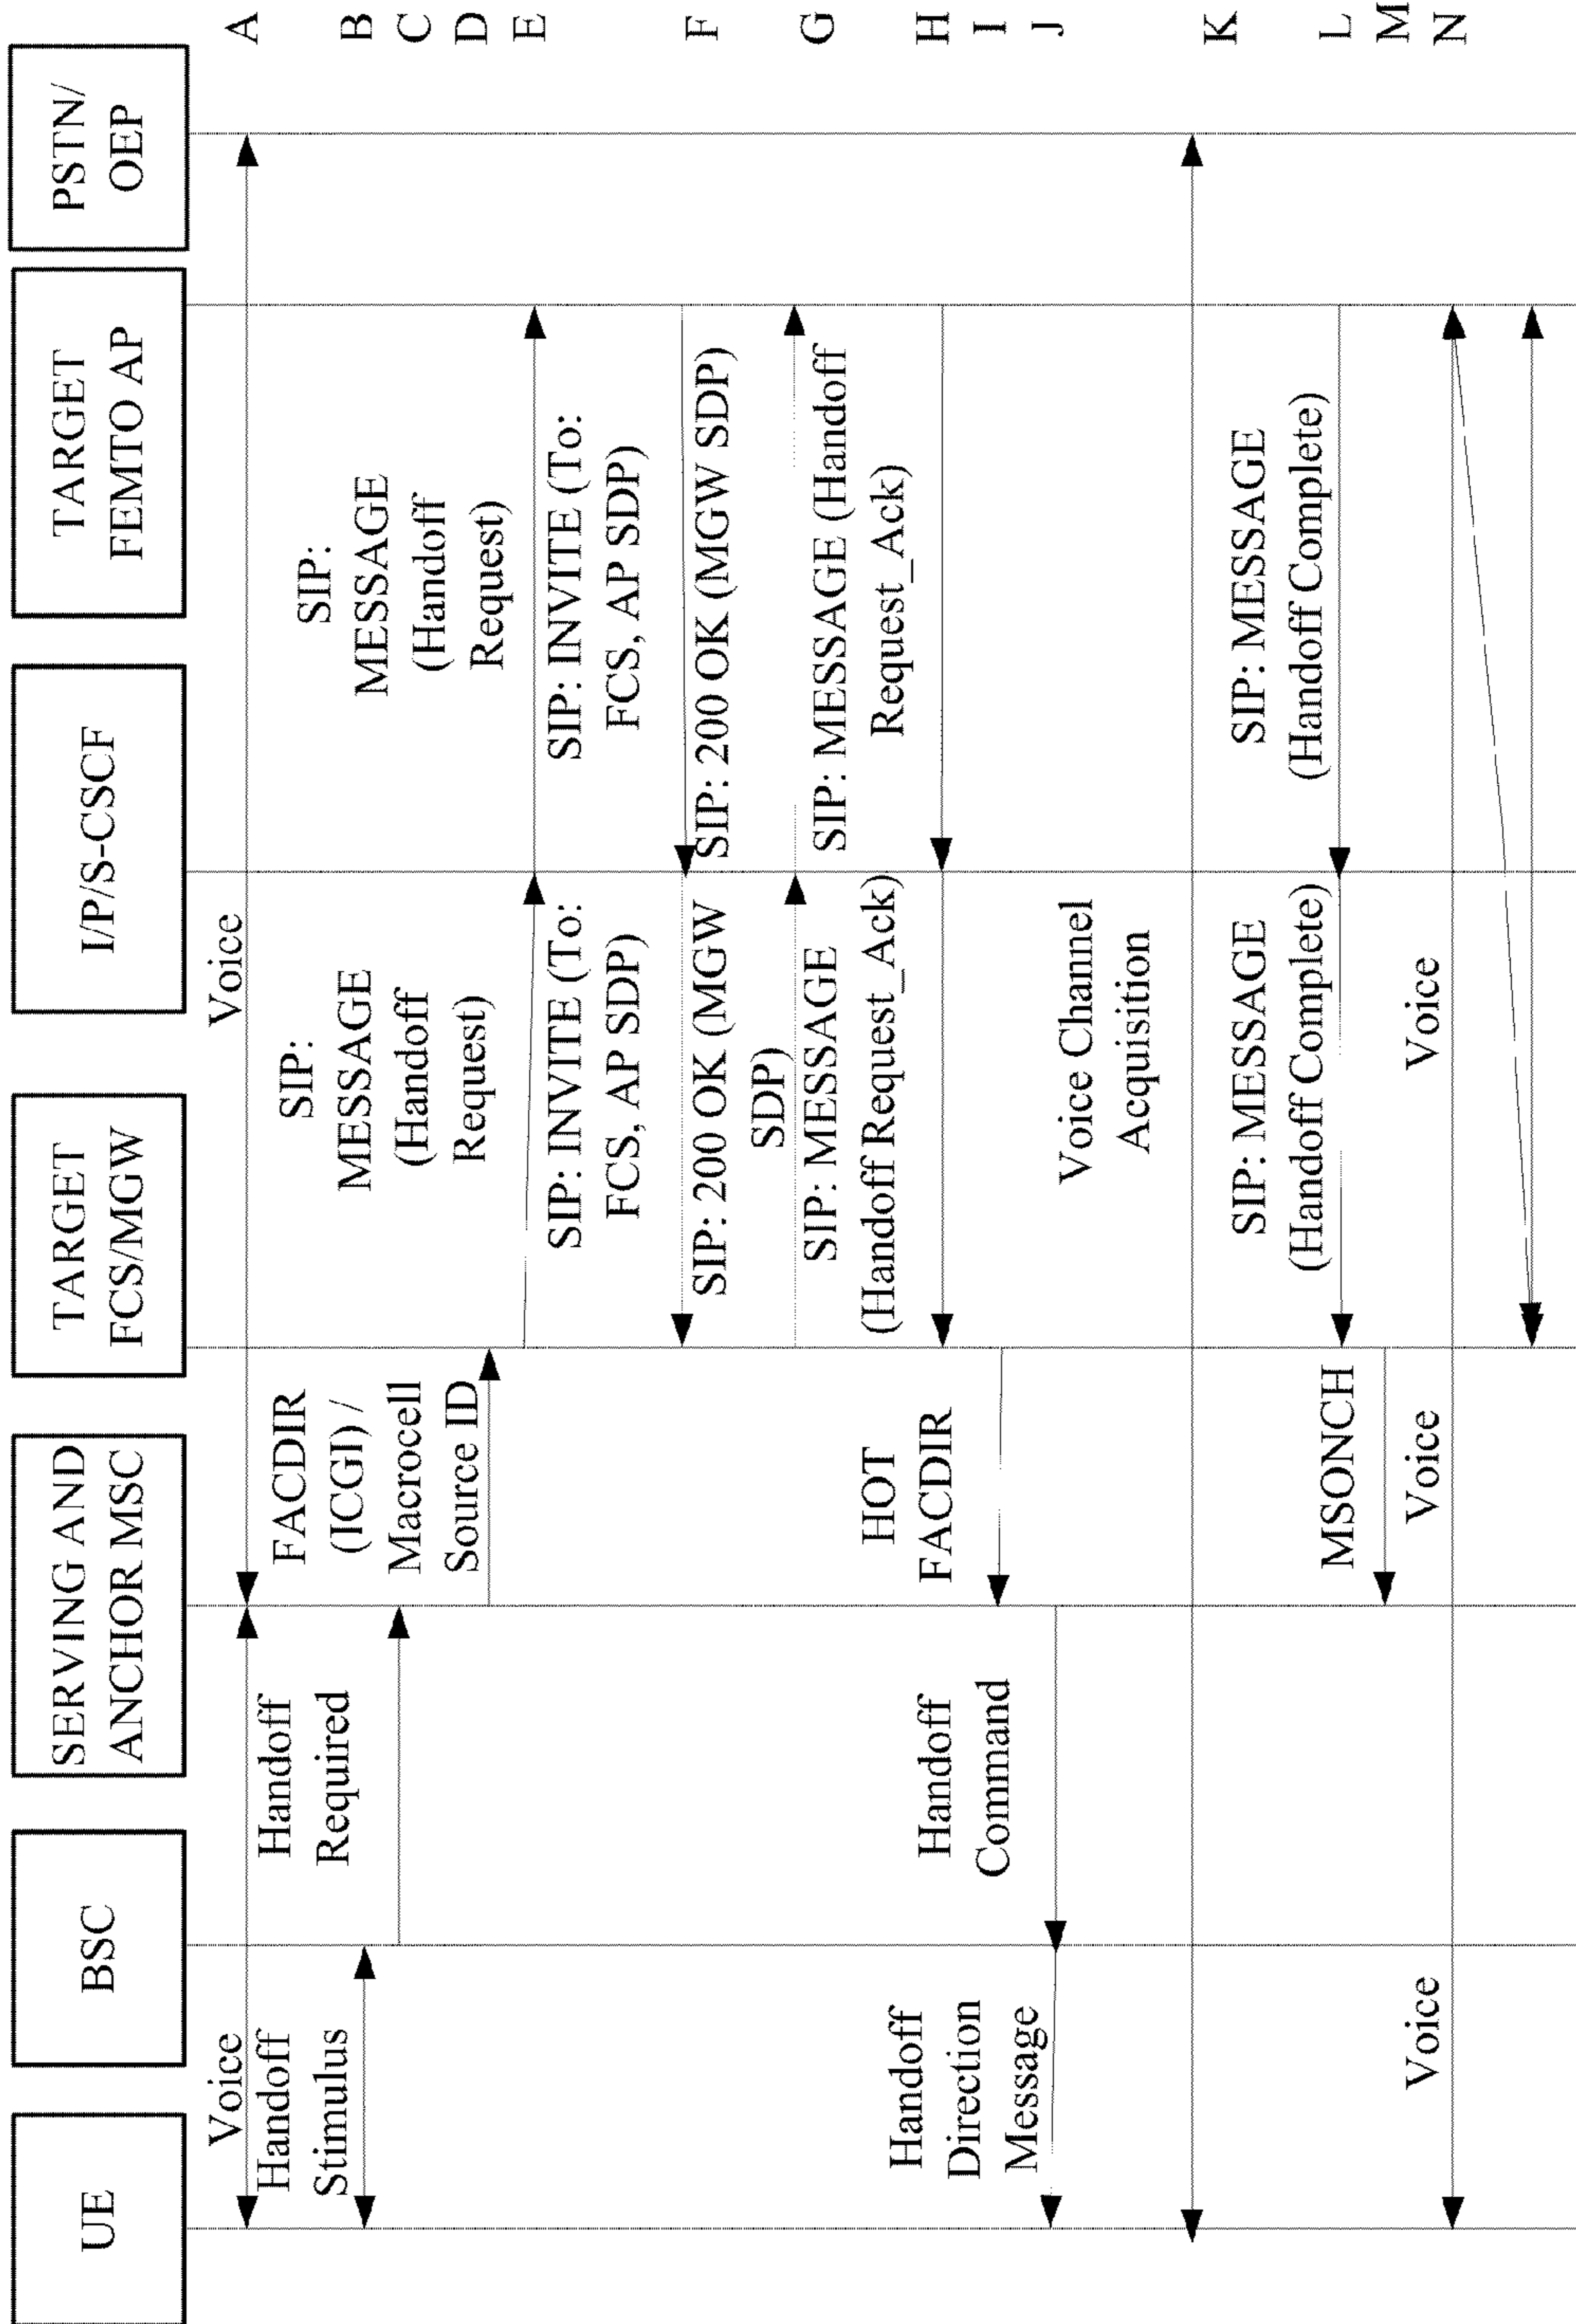 UE
BSC
SERVING AND
ANCHOR MSC
TARGET
FCS/MGW
I/P/S-CSCF
TARGET
FEMTO AP
PSTN/
OEP
Voice
Voice
A
Handoff
Stimulus
Handoff
Required
FACDIR
(ICGI) /
Macrocell
Source ID
SIP:
MESSAGE
(Handoff
Request)
SIP:
MESSAGE
(Handoff
Request)
B
C
D
E
SIP: INVITE (To:
FCS, AP SDP)
SIP: INVITE (To:
FCS, AP SDP)
F
SIP: 200 OK (MGW
SDP)
SIP: 200 OK (MGW SDP)
G
SIP: MESSAGE
(Handoff Request_Ack)
SIP: MESSAGE (Handoff
Request_Ack)
H
HOT
FACDIR
I
Handoff
Direction
Message
Handoff
Command
J
Voice Channel
Acquisition
K
SIP: MESSAGE
(Handoff Complete)
SIP: MESSAGE
(Handoff Complete)
L
MSONCH
M
Voice
Voice
Voice
N